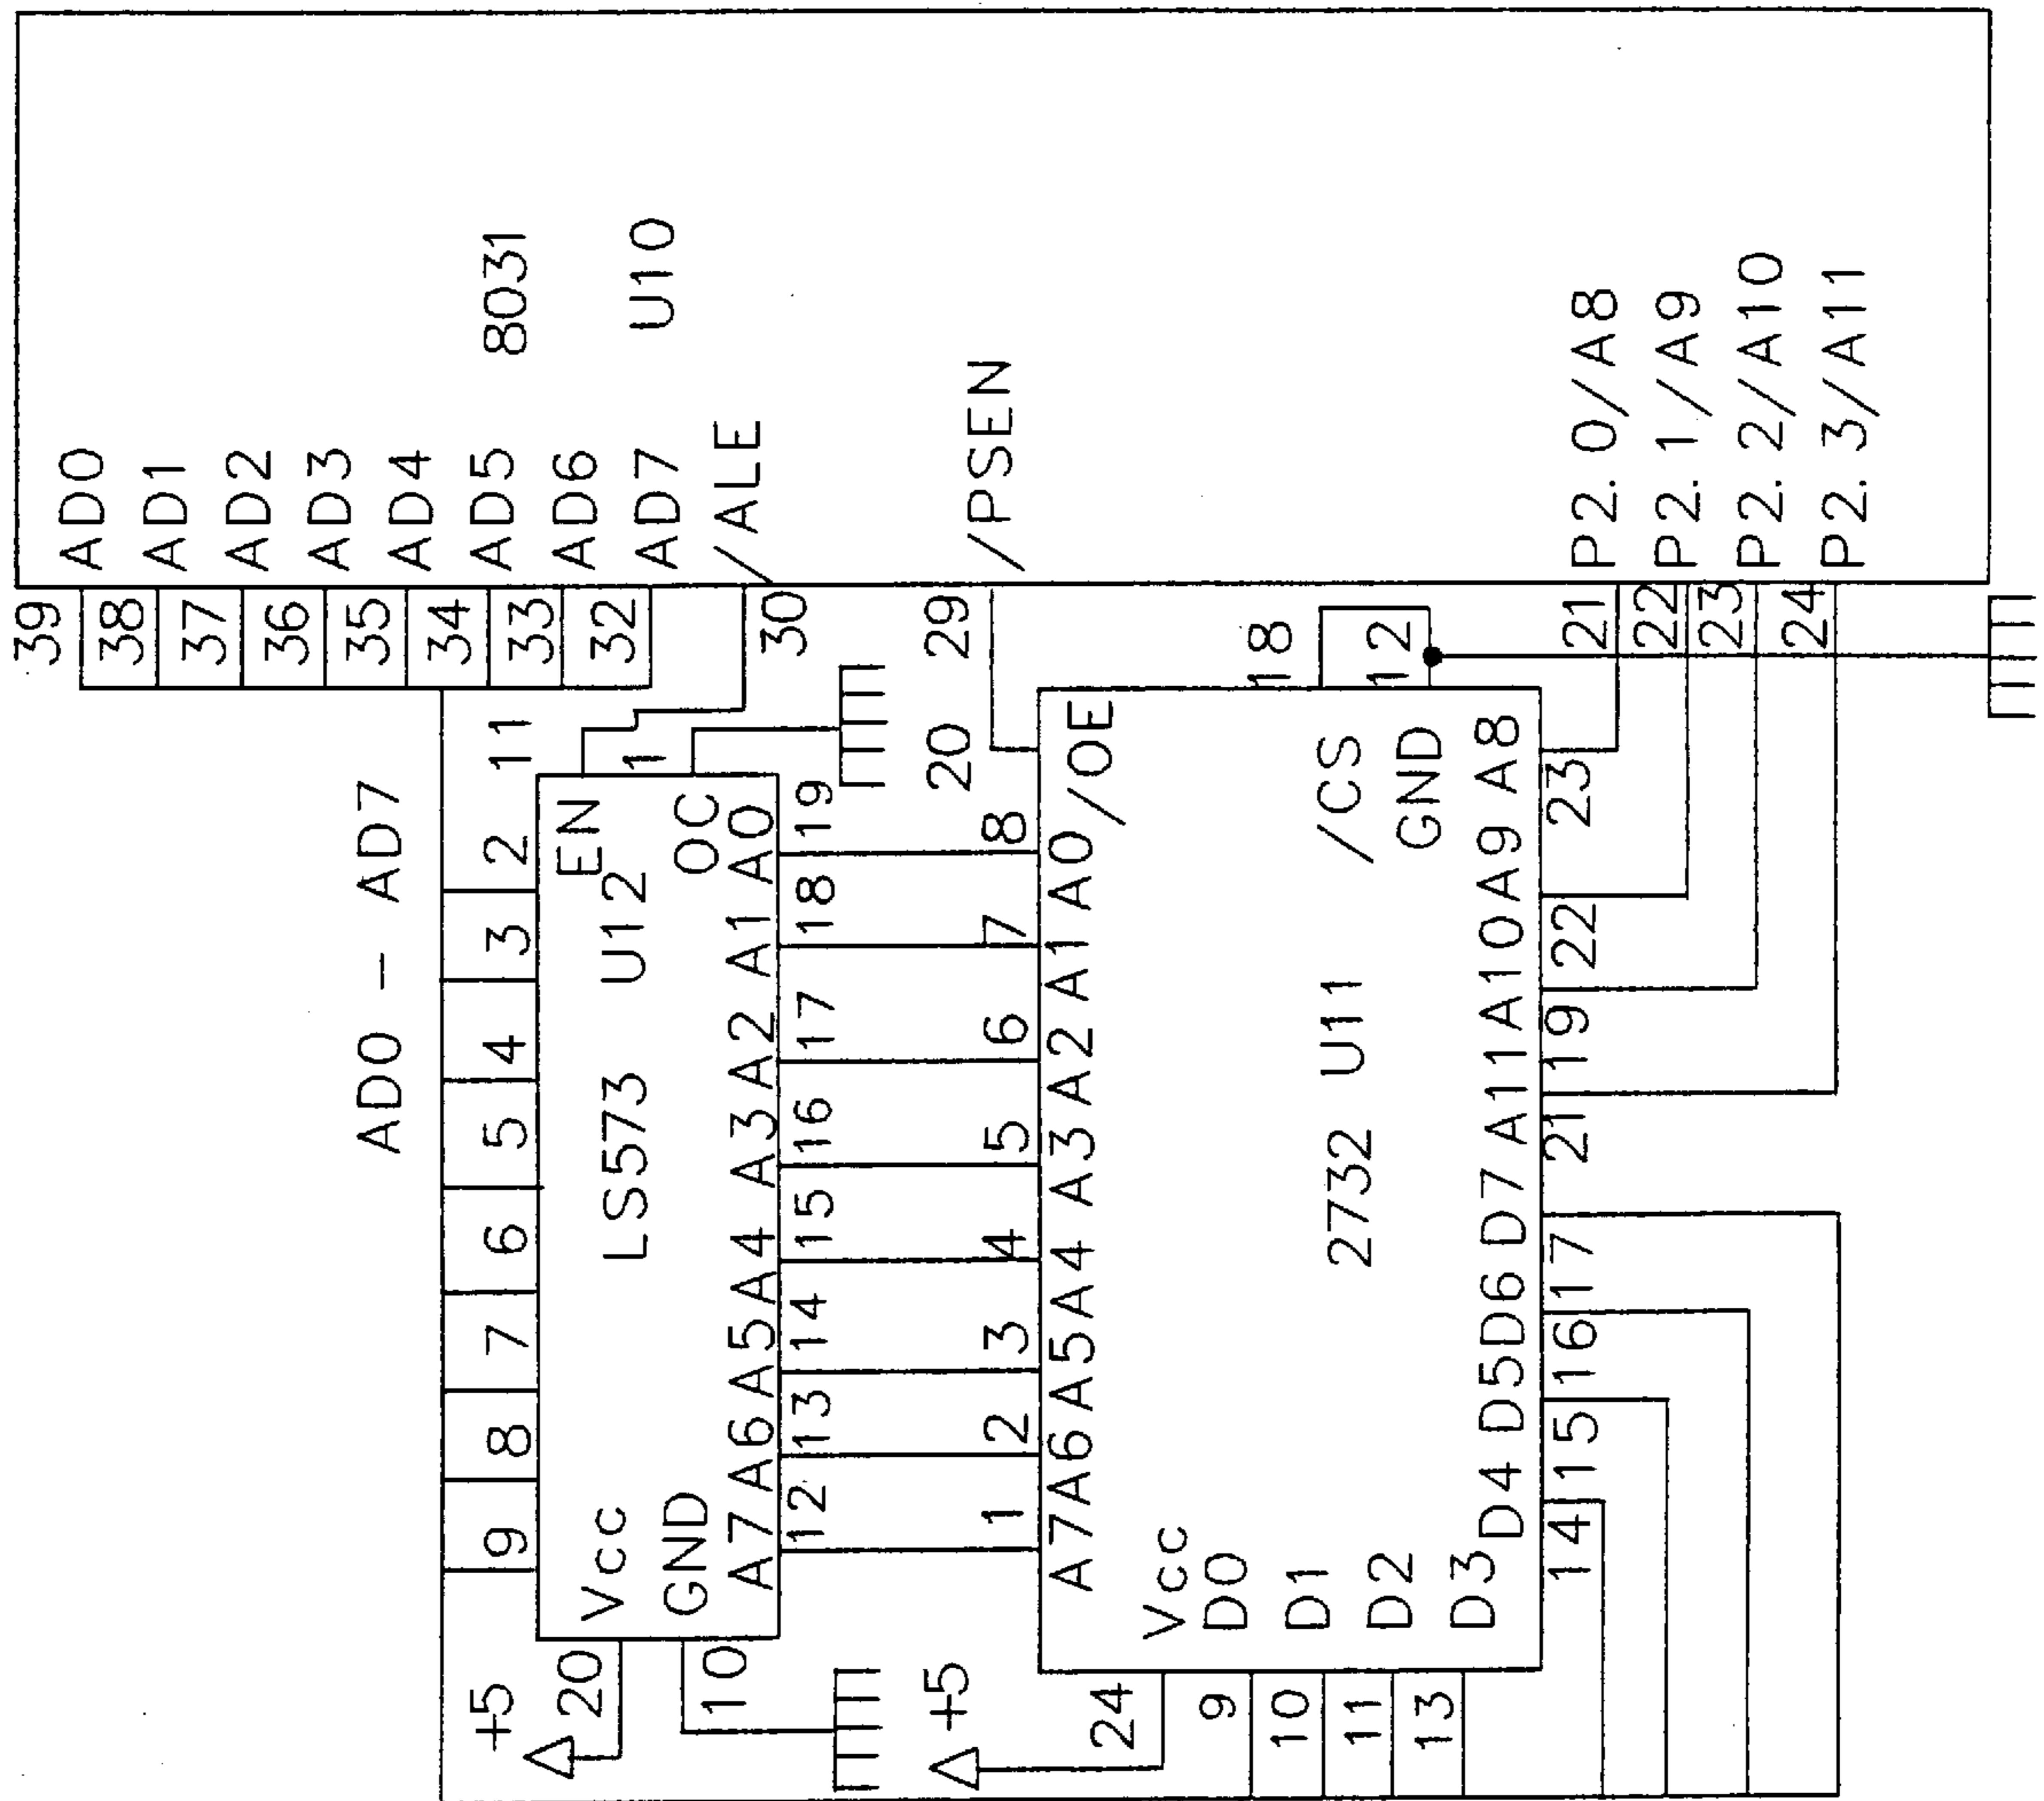 39 AD0
38 AD1
37 AD2
36 AD3
35 AD4
34 AD5
33 AD6
32 AD7
8031
U10
30 /ALE
29 /PSEN
21 P2.0/A8
22 P2.1/A9
23 P2.2/A10
24 P2.3/A11
AD0 - AD7
9 8 7 6 5 4 3 2 11
Vcc EN
LS573 U12
GND OC
1
A7 A6 A5 A4 A3 A2 A1 A0
12 13 14 15 16 17 18 19
+5 20
10
+5 24
1 2 3 4 5 6 7 8 20
A7 A6 A5 A4 A3 A2 A1 A0 /OE
Vcc
9 D0
10 D1
11 D2
13 D3
2732 U11
/CS 18
GND 12
D4 D5 D6 D7 A11 A10 A9 A8
14 15 16 17 21 19 22 23